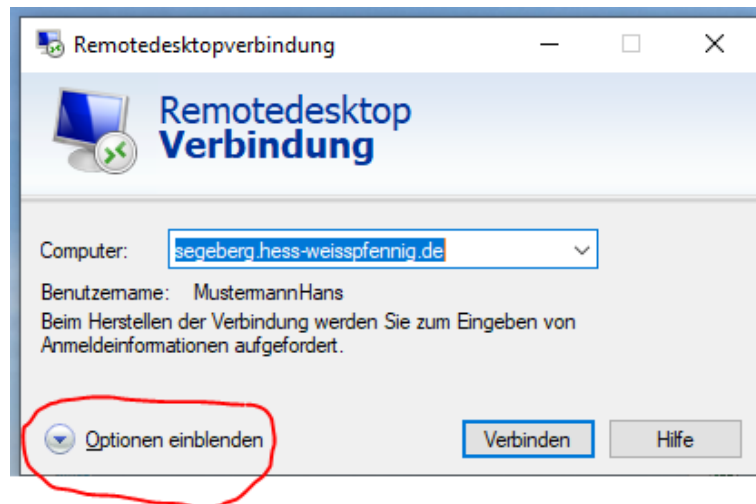 Remotedesktopverbindung
Remotedesktop
Verbindung
Computer: segeberg.hess-weisspfennig.de
Benutzername: MustermannHans
Beim Herstellen der Verbindung werden Sie zum Eingeben von
Anmeldeinformationen aufgefordert.
Optionen einblenden Verbinden Hilfe